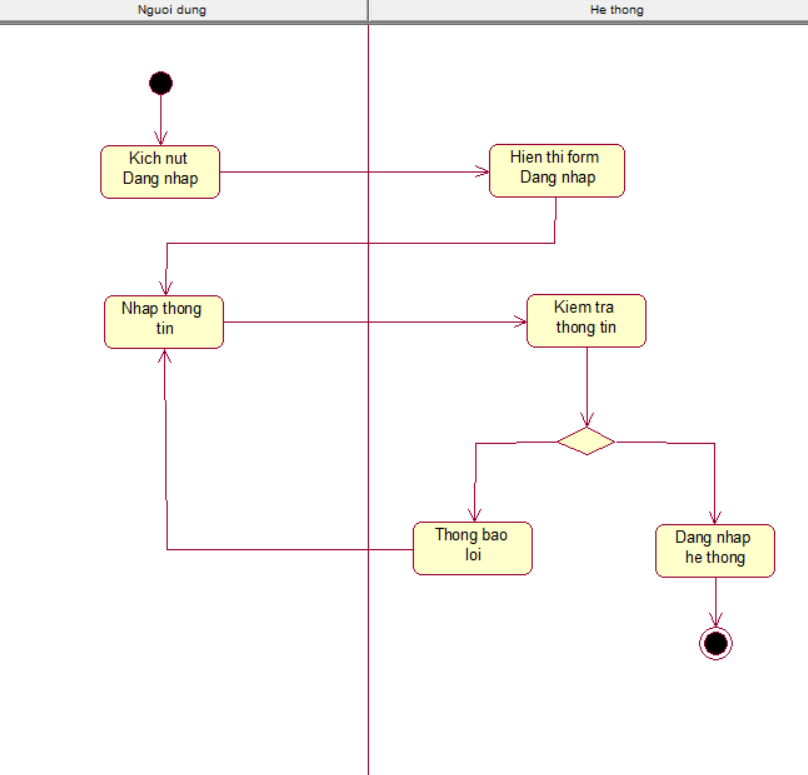 Nguoi dung
He thong
Kich nut
Dang nhap
Hien thi form
Dang nhap
Nhap thong
tin
Kiem tra
thong tin
Thong bao
loi
Dang nhap
he thong